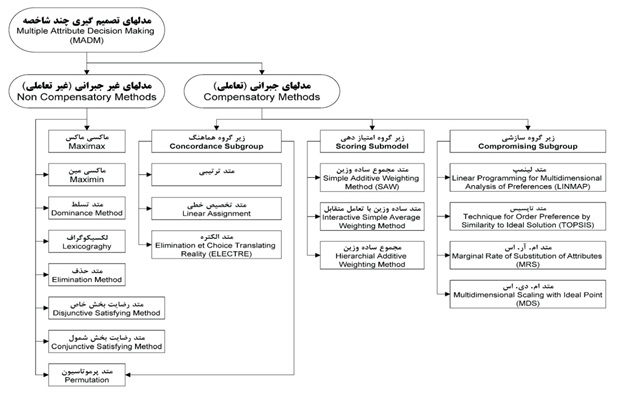 مدلهای تصمیم گیری چند شاخصه
Multiple Attribute Decision Making
(MADM)
مدلهای غیر جبرانی (غیر تعاملی)
Non Compensatory Methods
مدلهای جبرانی (تعاملی)
Compensatory Methods
ماکسی ماکس
Maximax
ماکسی مین
Maximin
متد تسلط
Dominance Method
لکسیکوگراف
Lexicograghy
متد حذف
Elimination Method
متد رضایت بخش خاص
Disjunctive Satisfying Method
متد رضایت بخش شمول
Conjunctive Satisfying Method
متد پرموتاسیون
Permutation
زیر گروه هماهنگ
Concordance Subgroup
متد ترتیبی
متد تخصیص خطی
Linear Assignment
متد الکتره
Elimination et Choice Translating
Reality (ELECTRE)
زیر گروه امتیاز دهی
Scoring Submodel
متد مجموع ساده وزین
Simple Additive Weighting
Method (SAW)
متد ساده وزین با تعامل متقابل
Interactive Simple Average
Weighting Method
مجموع ساده وزین
Hierarchial Additive
Weighting Method
زیر گروه سازشی
Compromising Subgroup
متد لینمپ
Linear Programming for Multidimensional
Analysis of Preferences (LINMAP)
متد تاپسیس
Technique for Order Preference by
Similarity to Ideal Solution (TOPSIS)
متد ام. آر. اس
Marginal Rate of Substitution of Attributes
(MRS)
متد ام. دی. اس
Multidimensional Scaling with Ideal Point
(MDS)